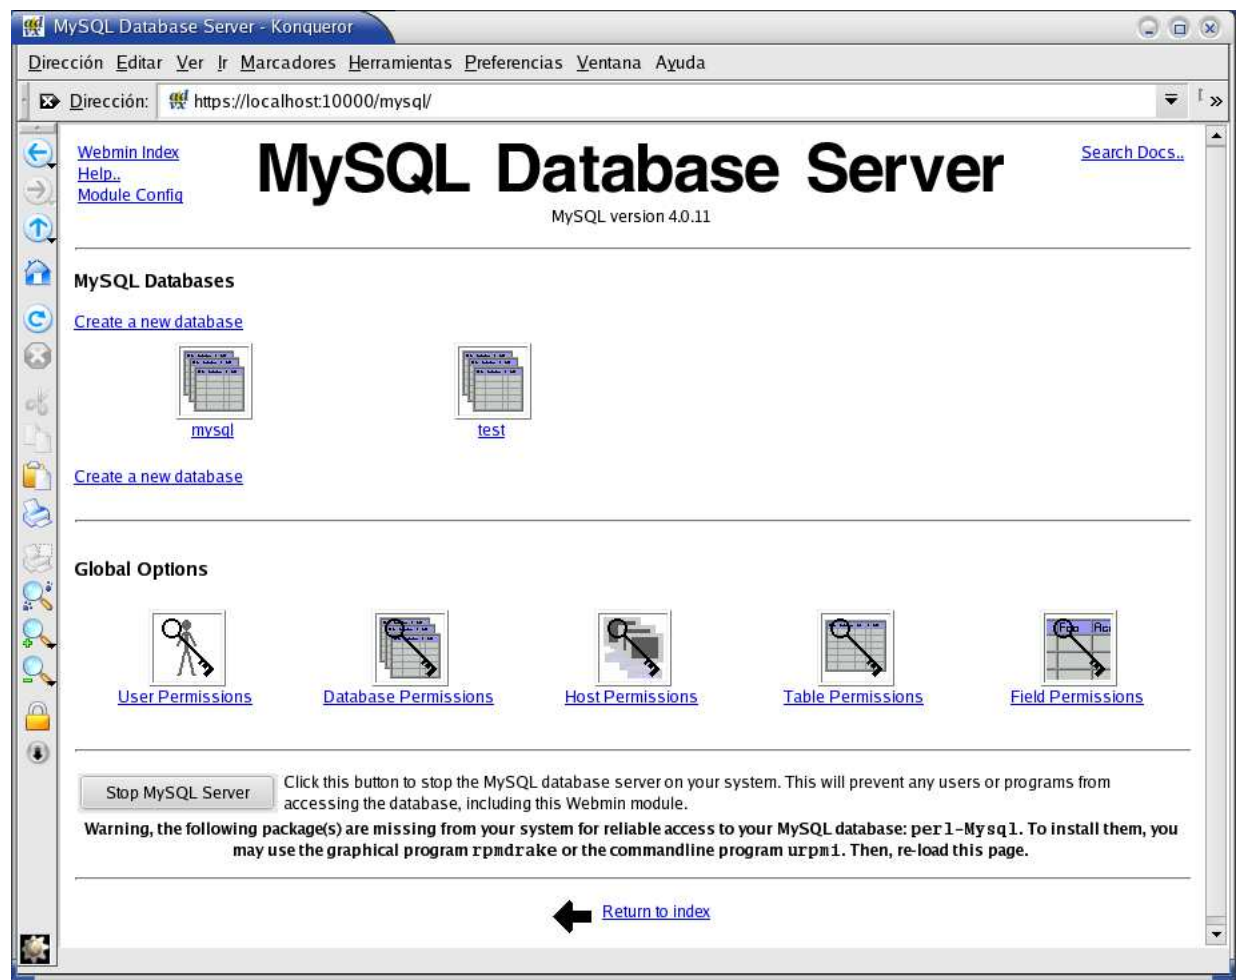 MySQL Database Server - Konqueror
Dirección Editar Ver Ir Marcadores Herramientas Preferencias Ventana Ayuda
Dirección: https://localhost:10000/mysql/
Webmin Index
Help..
Module Config
MySQL Database Server
Search Docs..
MySQL version 4.0.11
MySQL Databases
Create a new database
mysql test
Create a new database
Global Options
User Permissions Database Permissions Host Permissions Table Permissions Field Permissions
Stop MySQL Server
Click this button to stop the MySQL database server on your system. This will prevent any users or programs from
accessing the database, including this Webmin module.
Warning, the following package(s) are missing from your system for reliable access to your MySQL database: perl-Mysql. To install them, you
may use the graphical program rpmdrake or the commandline program urpmi. Then, re-load this page.
Return to index